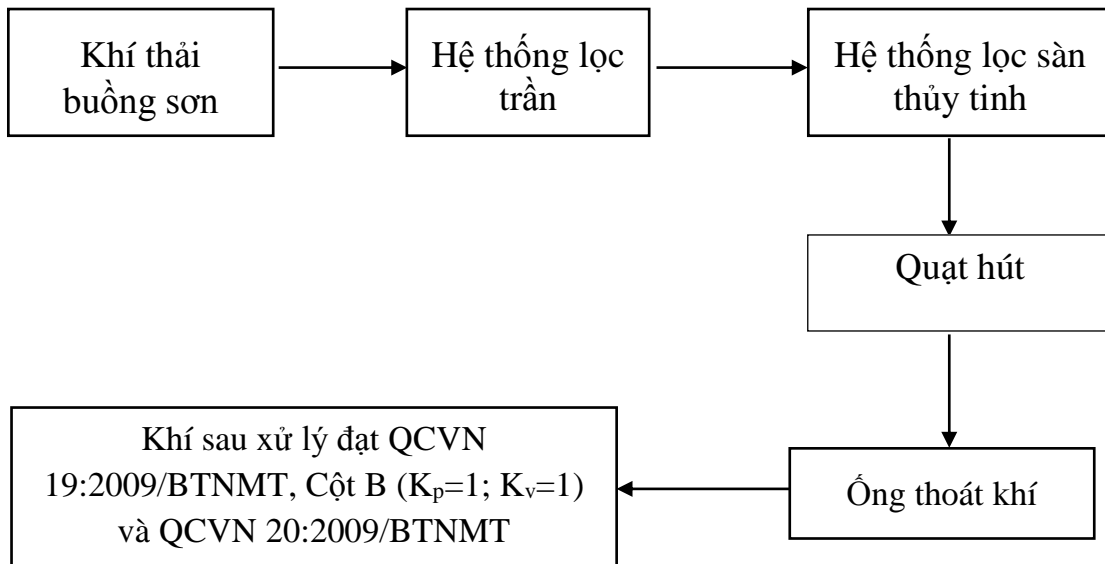 Khí thải
buồng sơn
Hệ thống lọc
trần
Hệ thống lọc sàn
thủy tinh
Quạt hút
Ống thoát khí
Khí sau xử lý đạt QCVN
19:2009/BTNMT, Cột B (Kp=1; Kv=1)
và QCVN 20:2009/BTNMT